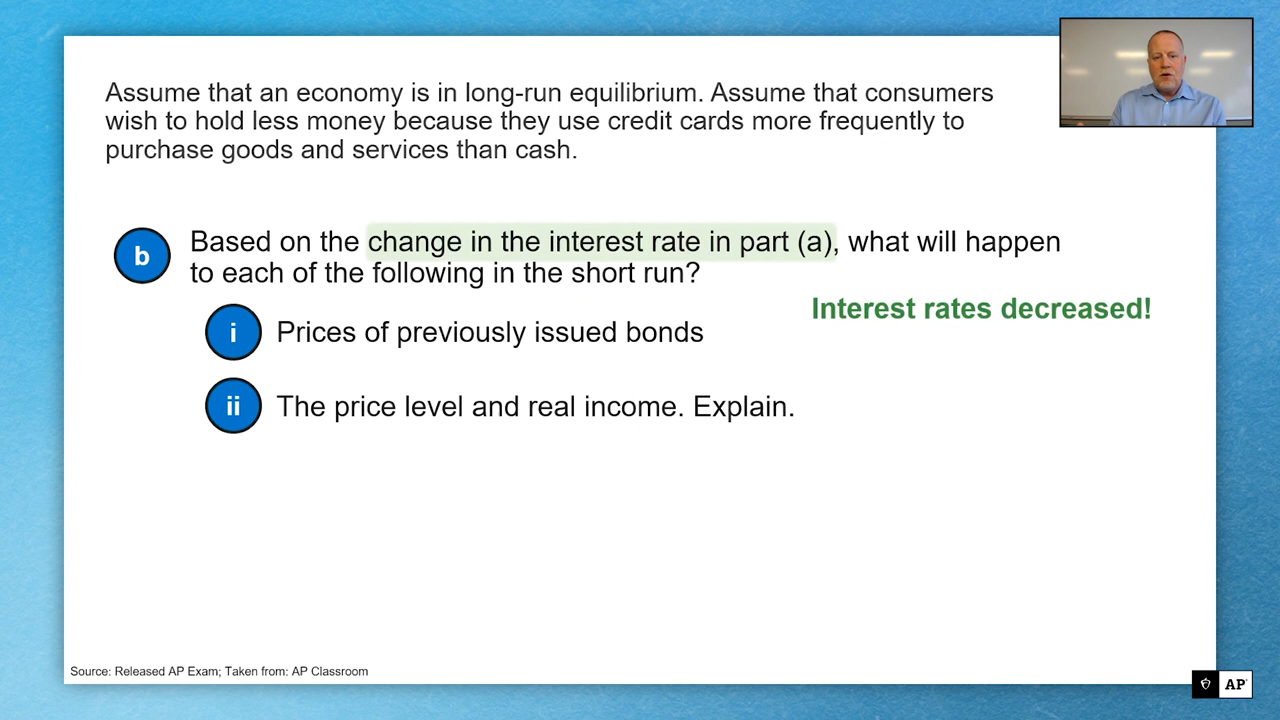 Assume that an economy is in long-run equilibrium. Assume that consumers
wish to hold less money because they use credit cards more frequently to
purchase goods and services than cash.
b
Based on the change in the interest rate in part (a), what will happen
to each of the following in the short run?
Interest rates decreased!
i
Prices of previously issued bonds
ii
The price level and real income. Explain.
Source: Released AP Exam; Taken from: AP Classroom
AP